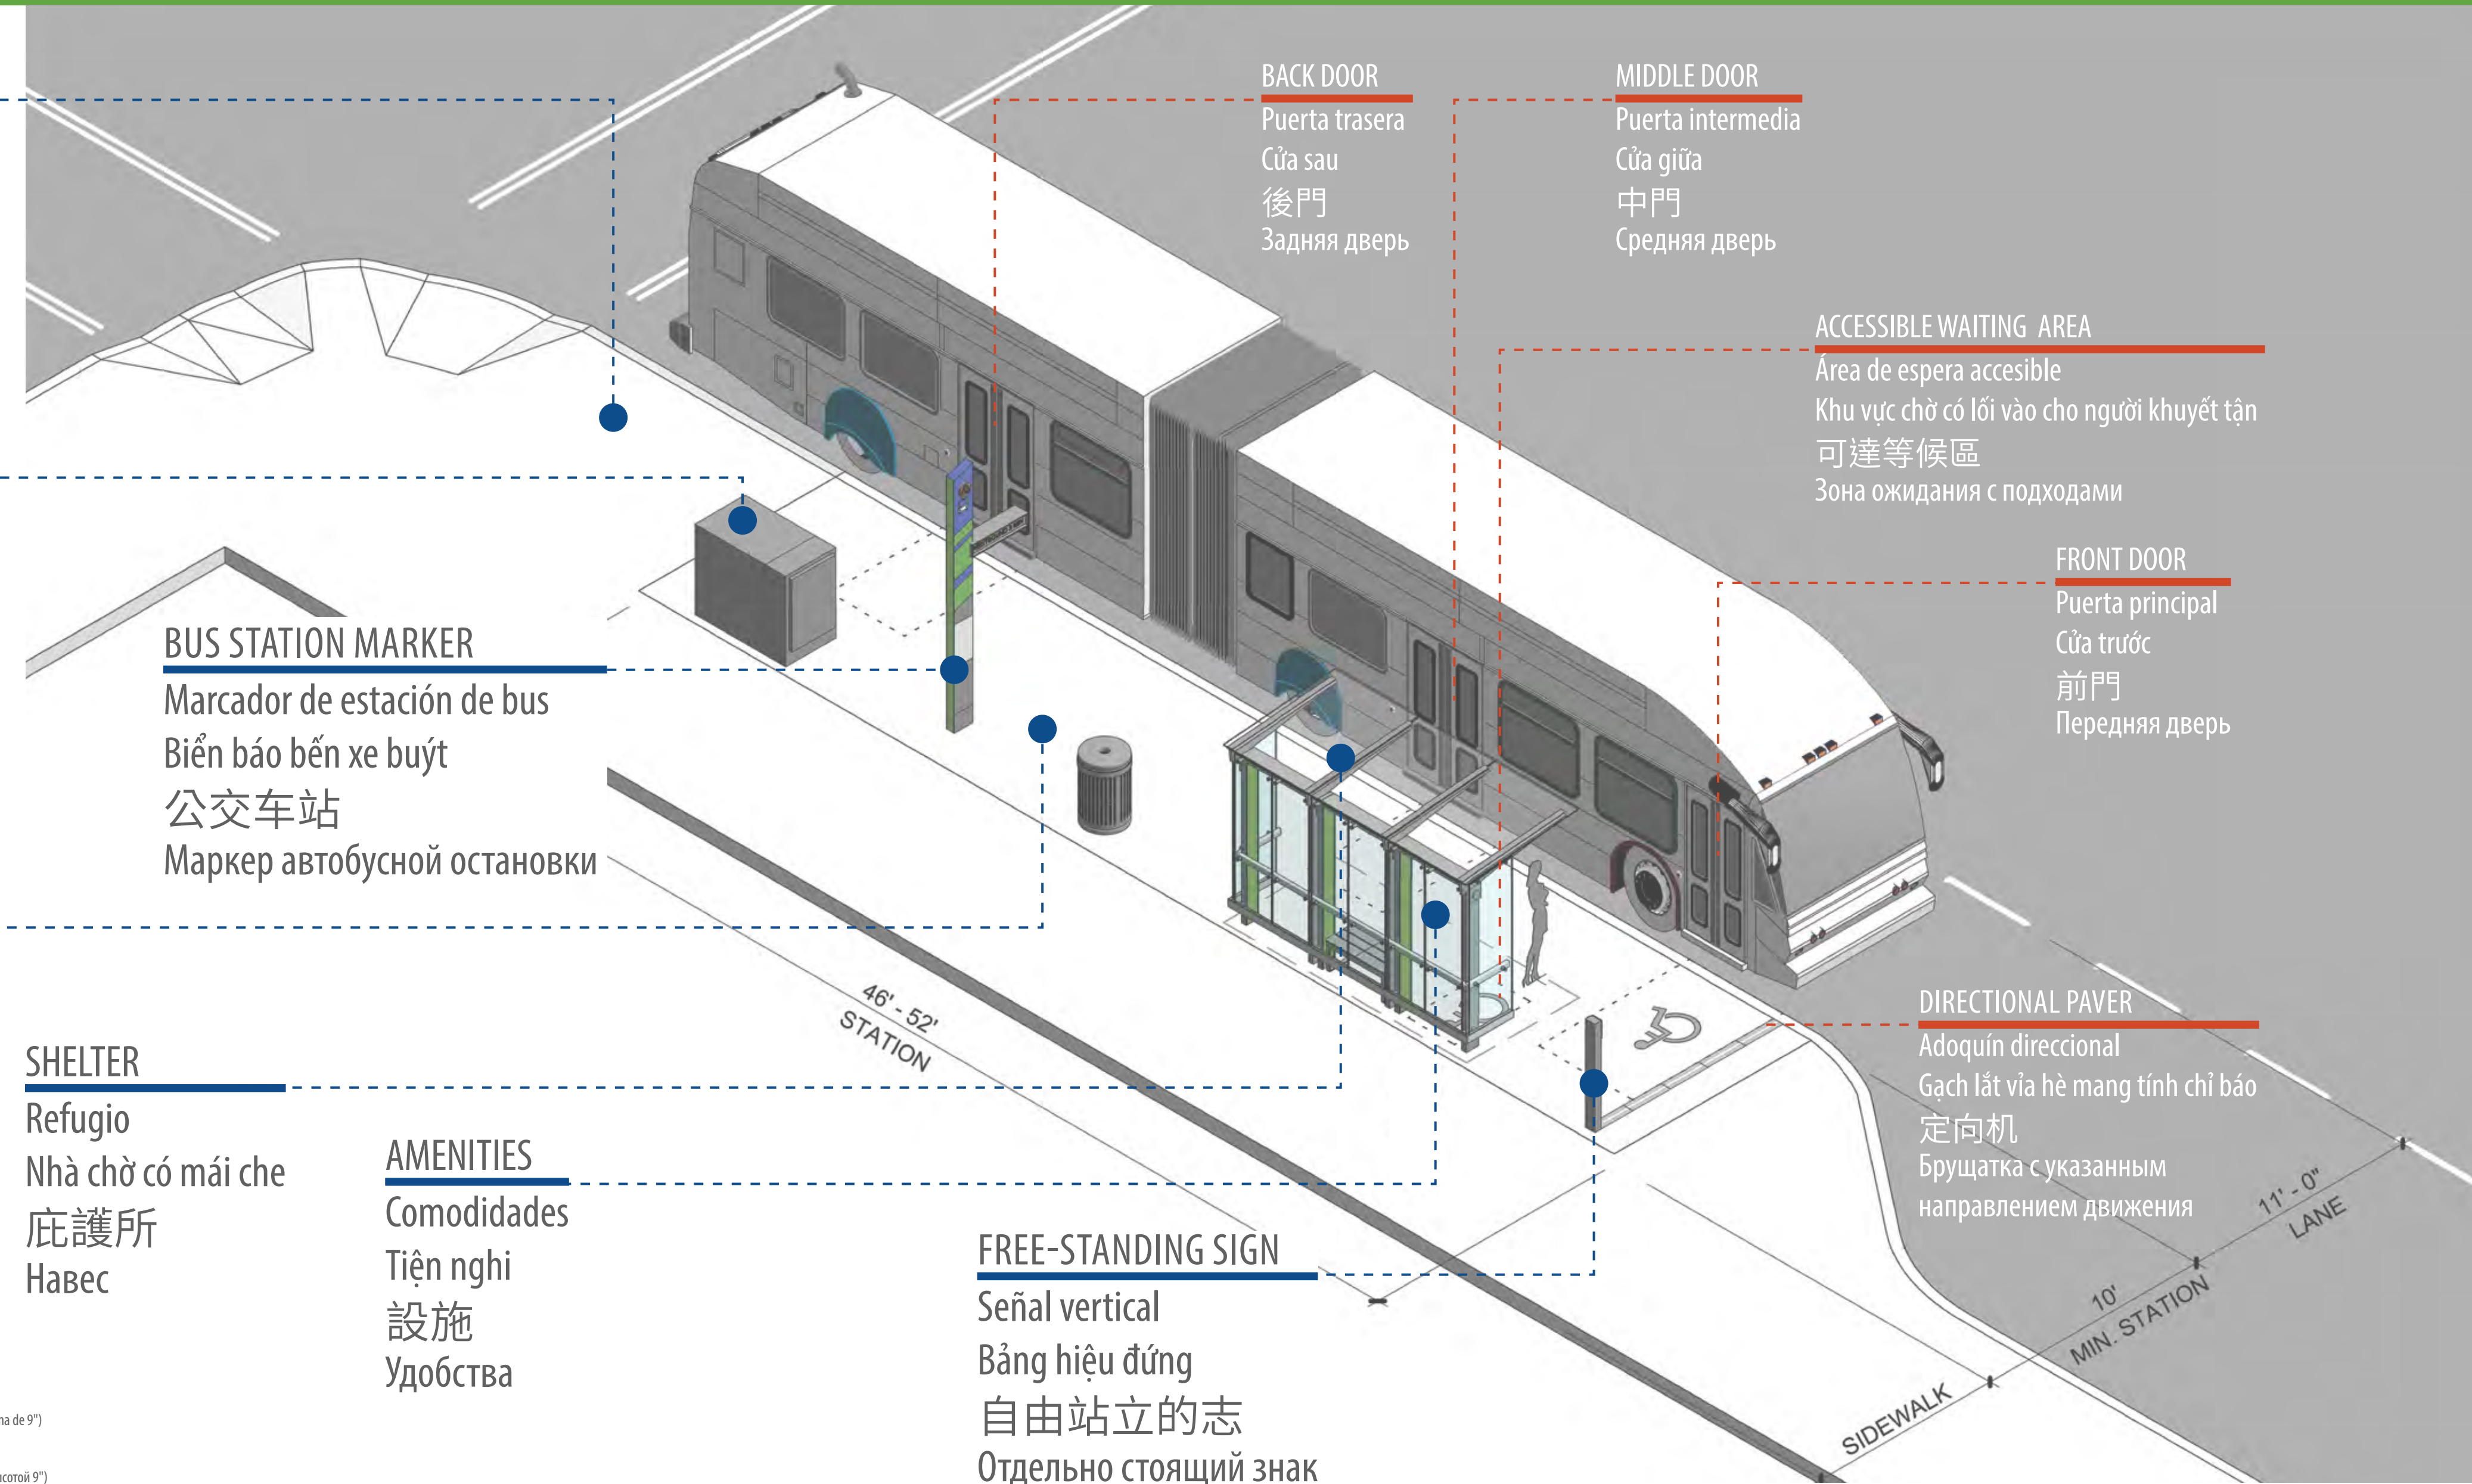 BACK DOOR
Puerta trasera
Cửa sau
後門
Задняя дверь
MIDDLE DOOR
Puerta intermedia
Cửa giữa
中門
Средняя дверь
ACCESSIBLE WAITING AREA
Área de espera accesible
Khu vực chờ có lối vào cho người khuyết tận
可達等候區
Зона ожидания с подходами
FRONT DOOR
Puerta principal
Cửa trước
前門
Передняя дверь
BUS STATION MARKER
Marcador de estación de bus
Biển báo bến xe buýt
公交车站
Маркер автобусной остановки
46' - 52'
STATION
DIRECTIONAL PAVER
Adoquín direccional
Gạch lắt vỉa hè mang tính chỉ báo
定向机
Брущатка с указанным
направлением движения
SHELTER
Refugio
Nhà chờ có mái che
庇護所
Навес
AMENITIES
Comodidades
Tiện nghi
設施
Удобства
FREE-STANDING SIGN
Señal vertical
Bảng hiệu đứng
自由站立的志
Отдельно стоящий знак
11' - 0"
LANE
10'
MIN. STATION
SIDEWALK
de 9")
9")